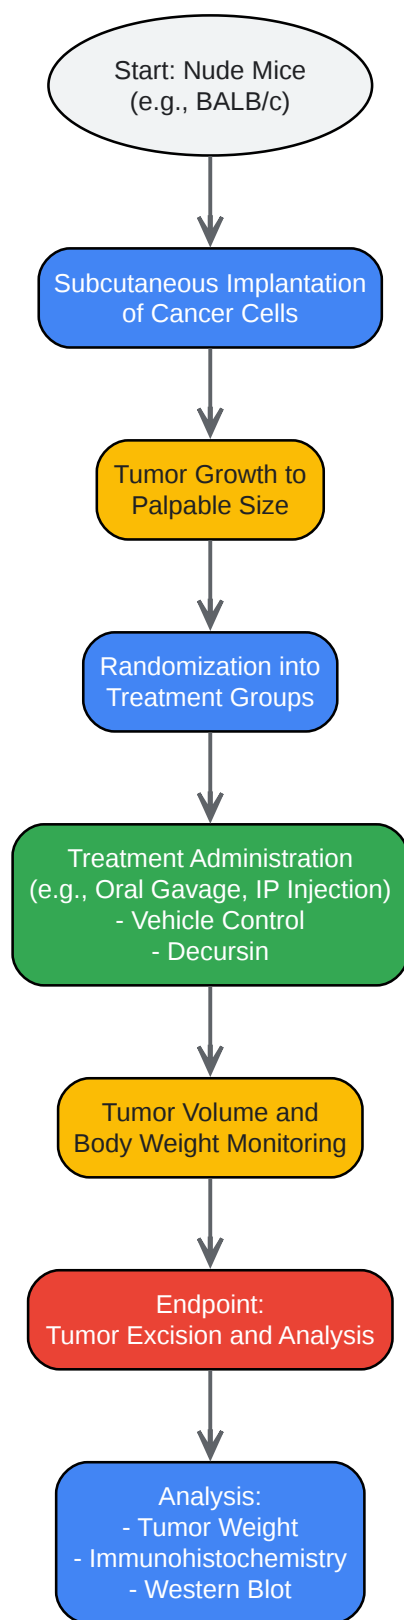 Start: Nude Mice
(e.g., BALB/c)
Subcutaneous Implantation
of Cancer Cells
Tumor Growth to
Palpable Size
Randomization into
Treatment Groups
Treatment Administration
(e.g., Oral Gavage, IP Injection)
- Vehicle Control
- Decursin
Tumor Volume and
Body Weight Monitoring
Endpoint:
Tumor Excision and Analysis
Analysis:
- Tumor Weight
- Immunohistochemistry
- Western Blot